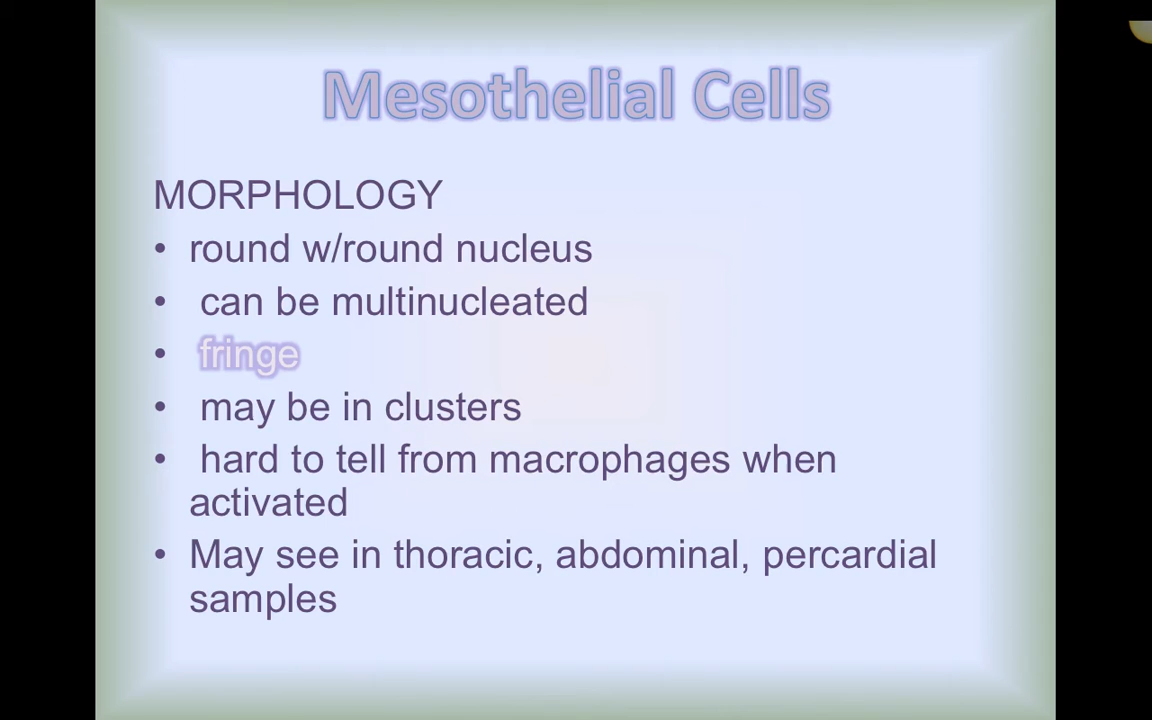 Mesothelial Cells
MORPHOLOGY
• round w/round nucleus
• can be multinucleated
• fringe
• may be in clusters
• hard to tell from macrophages when
activated
• May see in thoracic, abdominal, percardial
samples